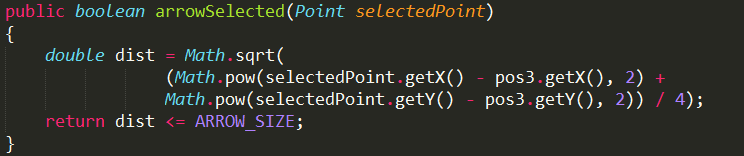 public boolean arrowSelected(Point selectedPoint)
{
    double dist = Math.sqrt(
                (Math.pow(selectedPoint.getX() - pos3.getX(), 2) +
                Math.pow(selectedPoint.getY() - pos3.getY(), 2)) / 4);
    return dist <= ARROW_SIZE;
}